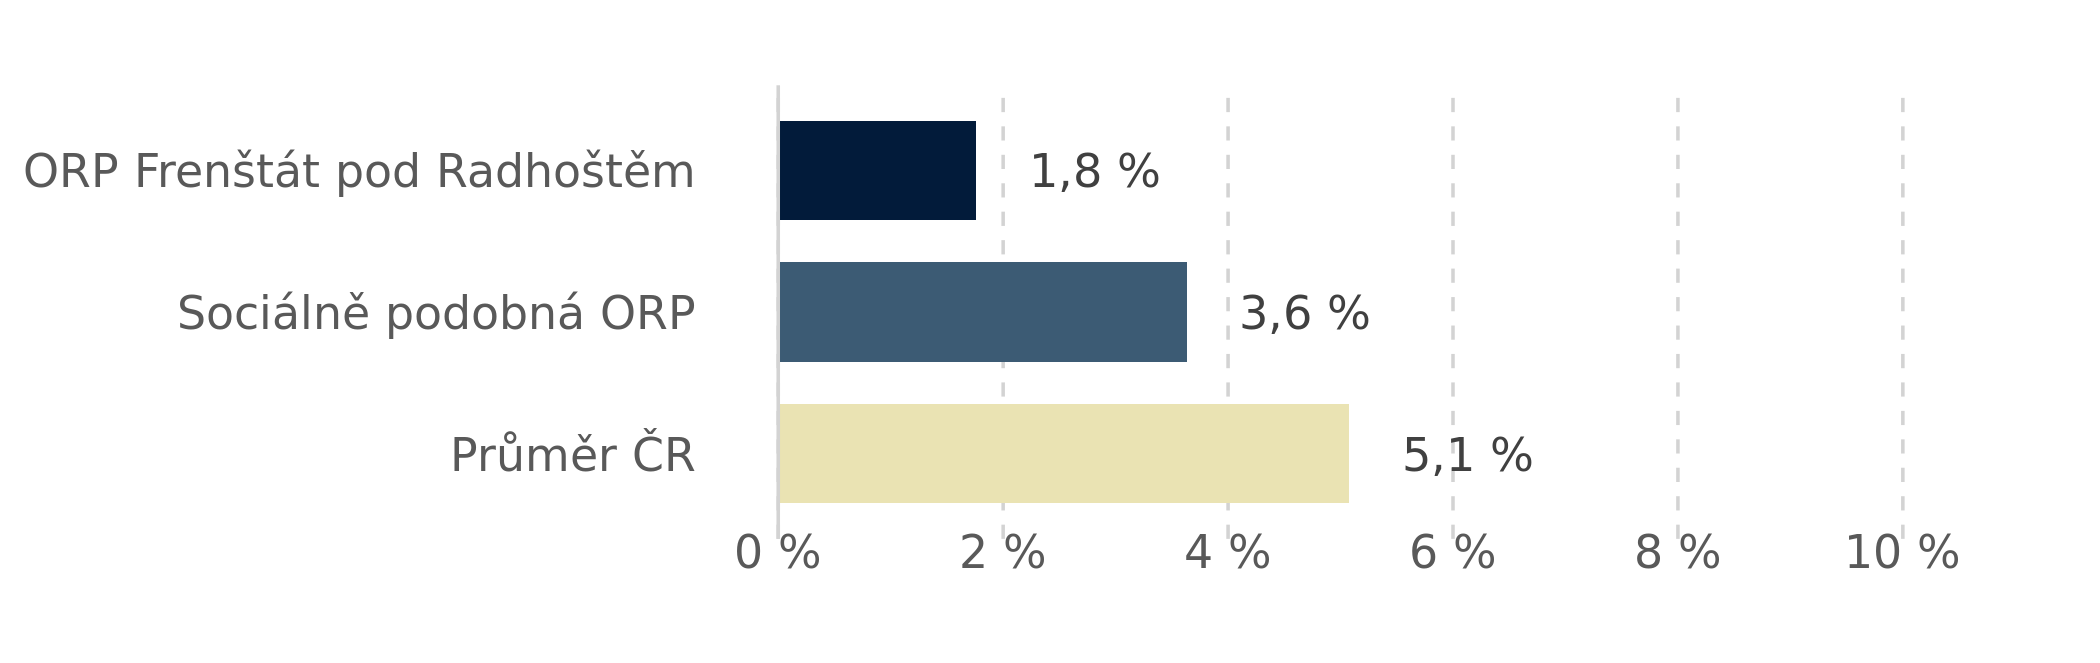 ORP Frenštát pod Radhoštěm 1,8 %
Sociálně podobná ORP 3,6 %
Průměr ČR 5,1 %
0 % 2 % 4 % 6 % 8 % 10 %